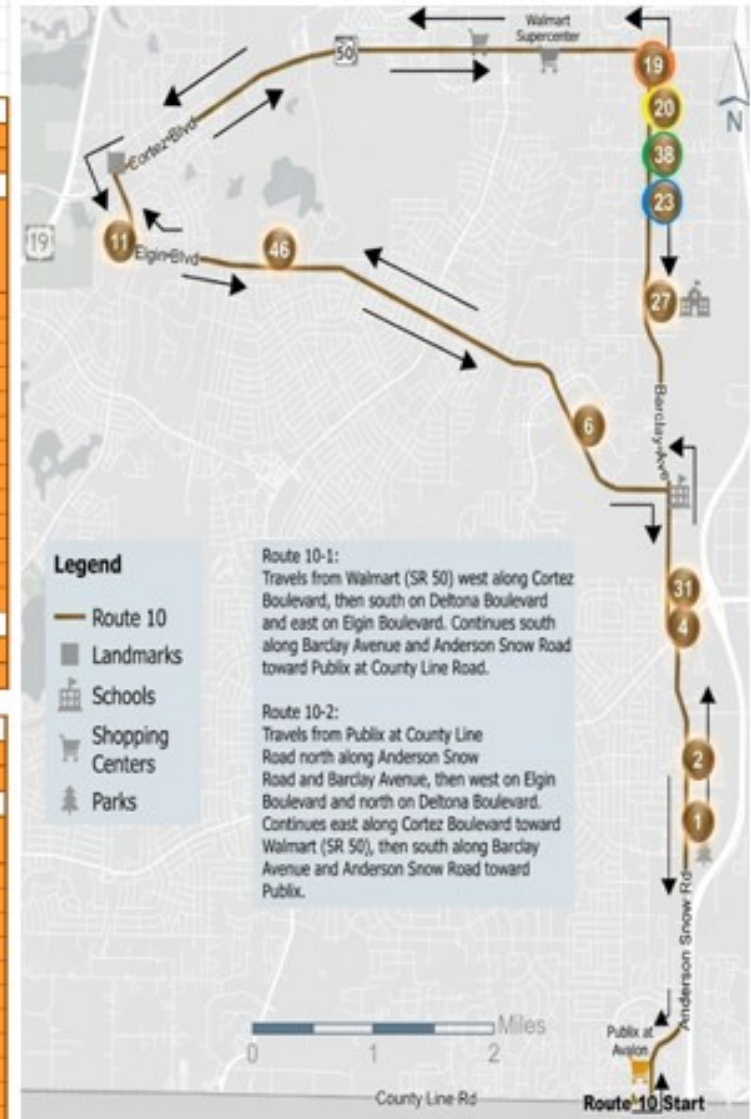 Walmart
Supercenter
50
19
20
N
38
23
Cortez Blvd
19
11
Elgin Blvd
46
27
Barclay Ave
6
Legend
Route 10
Landmarks
Schools
Shopping
Centers
Parks
Route 10-1:
Travels from Walmart (SR 50) west along Cortez
Boulevard, then south on Deltona Boulevard
and east on Elgin Boulevard. Continues south
along Barclay Avenue and Anderson Snow Road
toward Publix at County Line Road.
Route 10-2:
Travels from Publix at County Line
Road north along Anderson Snow
Road and Barclay Avenue, then west on Elgin
Boulevard and north on Deltona Boulevard.
Continues east along Cortez Boulevard toward
Walmart (SR 50), then south along Barclay
Avenue and Anderson Snow Road toward
Publix.
31
4
2
1
Anderson Snow Rd
Miles
0 1 2
Publix at
Avalon
County Line Rd
Route 10 Start